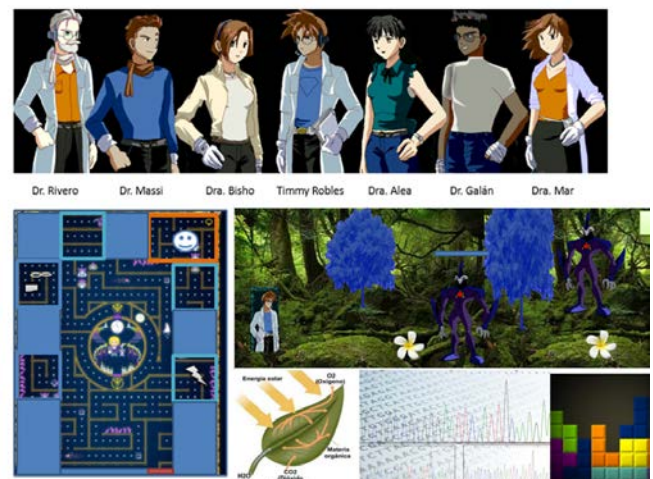 Dr. Rivero
Dr. Massi
Dra. Bisho
Timmy Robles
Dra. Alea
Dr. Galán
Dra. Mar
Energía solar
O2
(Oxígeno)
Materia
orgánica
H2O
CO2